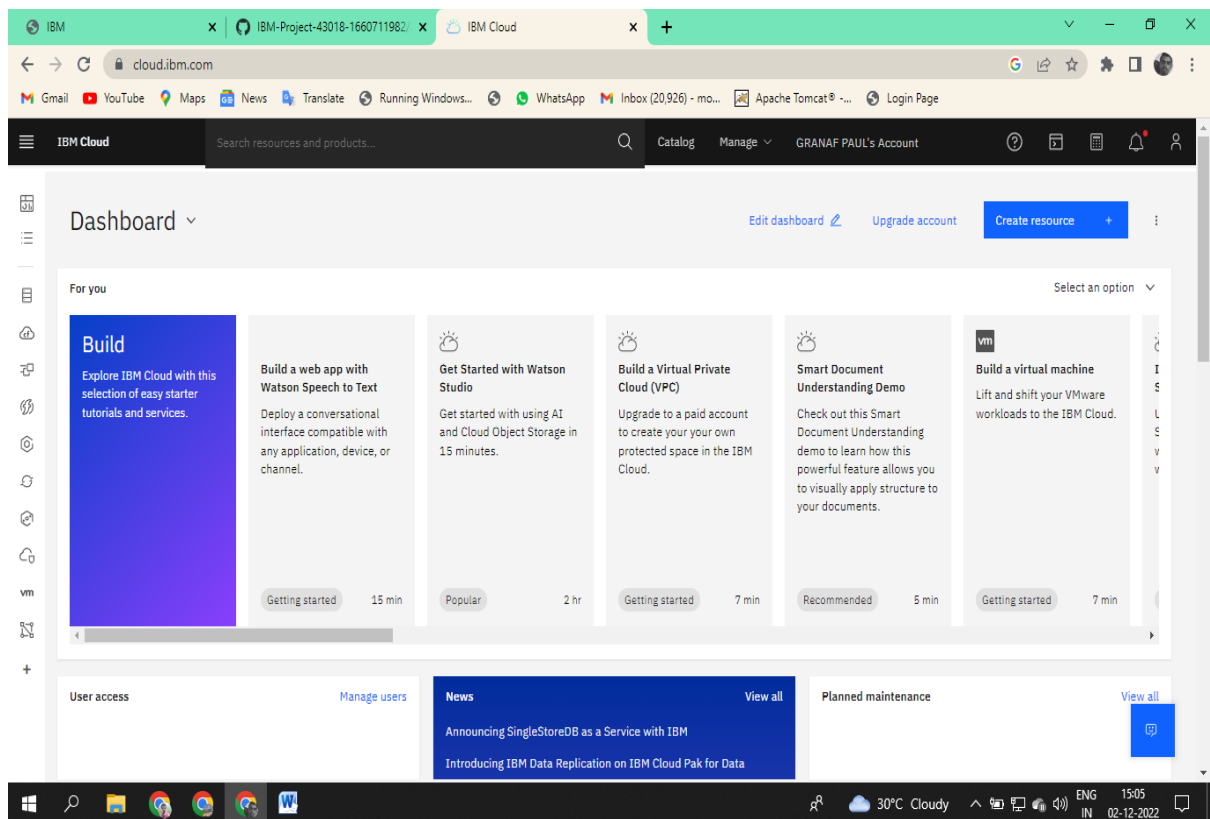 IBM
IBM-Project-43018-1660711982/
IBM Cloud
cloud.ibm.com
Gmail YouTube Maps News Translate Running Windows... WhatsApp Inbox (20,926) - mo... Apache Tomcat® -... Login Page
IBM Cloud Search resources and products... Catalog Manage GRANAF PAUL's Account
Dashboard
Edit dashboard Upgrade account Create resource +
For you
Select an option
Build
Explore IBM Cloud with this
selection of easy starter
tutorials and services.
Build a web app with
Watson Speech to Text
Deploy a conversational
interface compatible with
any application, device, or
channel.
Getting started 15 min
Get Started with Watson
Studio
Get started with using AI
and Cloud Object Storage in
15 minutes.
Popular 2 hr
Build a Virtual Private
Cloud (VPC)
Upgrade to a paid account
to create your your own
protected space in the IBM
Cloud.
Getting started 7 min
Smart Document
Understanding Demo
Check out this Smart
Document Understanding
demo to learn how this
powerful feature allows you
to visually apply structure to
your documents.
Recommended 5 min
vm
Build a virtual machine
Lift and shift your VMware
workloads to the IBM Cloud.
Getting started 7 min
vm
User access Manage users
News View all
Announcing SingleStoreDB as a Service with IBM
Introducing IBM Data Replication on IBM Cloud Pak for Data
Planned maintenance View all
30°C Cloudy
ENG
IN
15:05
02-12-2022